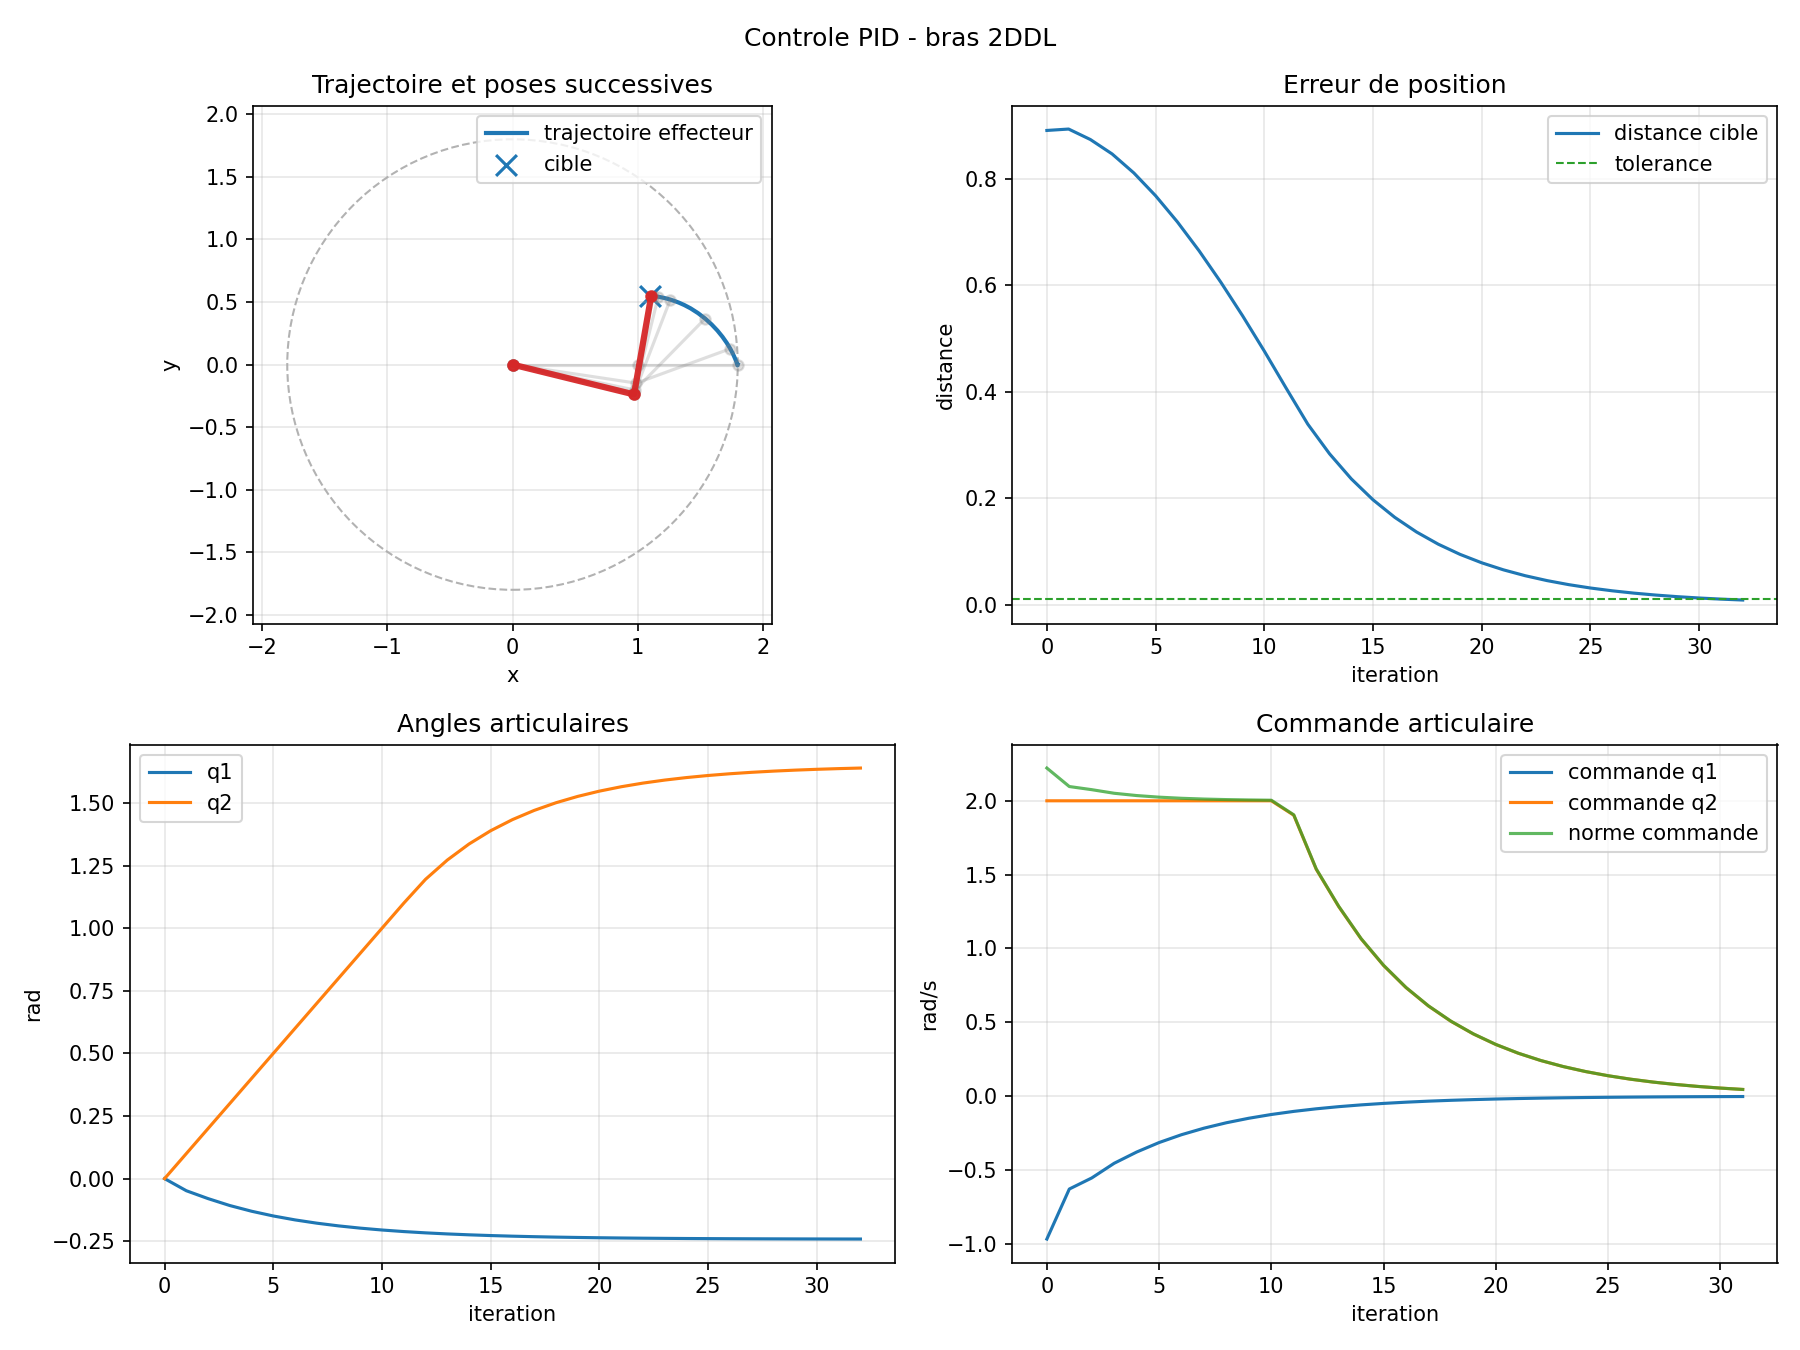 Controle PID - bras 2DDL
Trajectoire et poses successives
trajectoire effecteur
cible
2.0
1.5
1.0
0.5
0.0
−0.5
−1.0
−1.5
−2.0
y
−2
−1
0
1
2
x
Erreur de position
distance cible
tolerance
0.8
0.6
0.4
0.2
0.0
distance
0
5
10
15
20
25
30
iteration
Angles articulaires
q1
q2
1.50
1.25
1.00
0.75
0.50
0.25
0.00
−0.25
rad
0
5
10
15
20
25
30
iteration
Commande articulaire
commande q1
commande q2
norme commande
2.0
1.5
1.0
0.5
0.0
−0.5
−1.0
rad/s
0
5
10
15
20
25
30
iteration